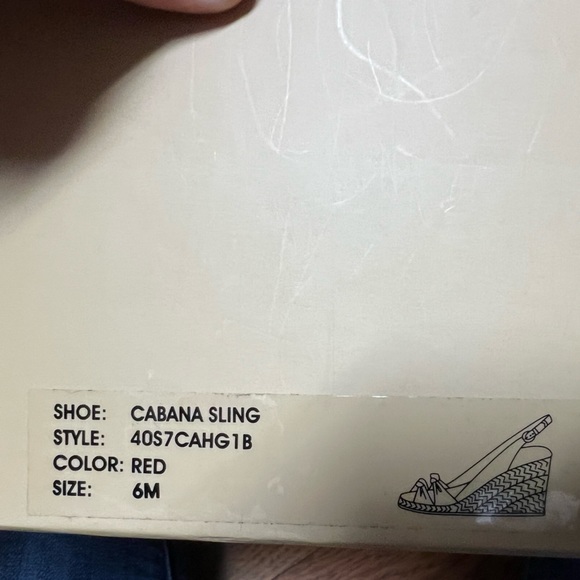 SHOE: CABANA SLING
STYLE: 40S7CAHG1B
COLOR: RED
SIZE: 6M